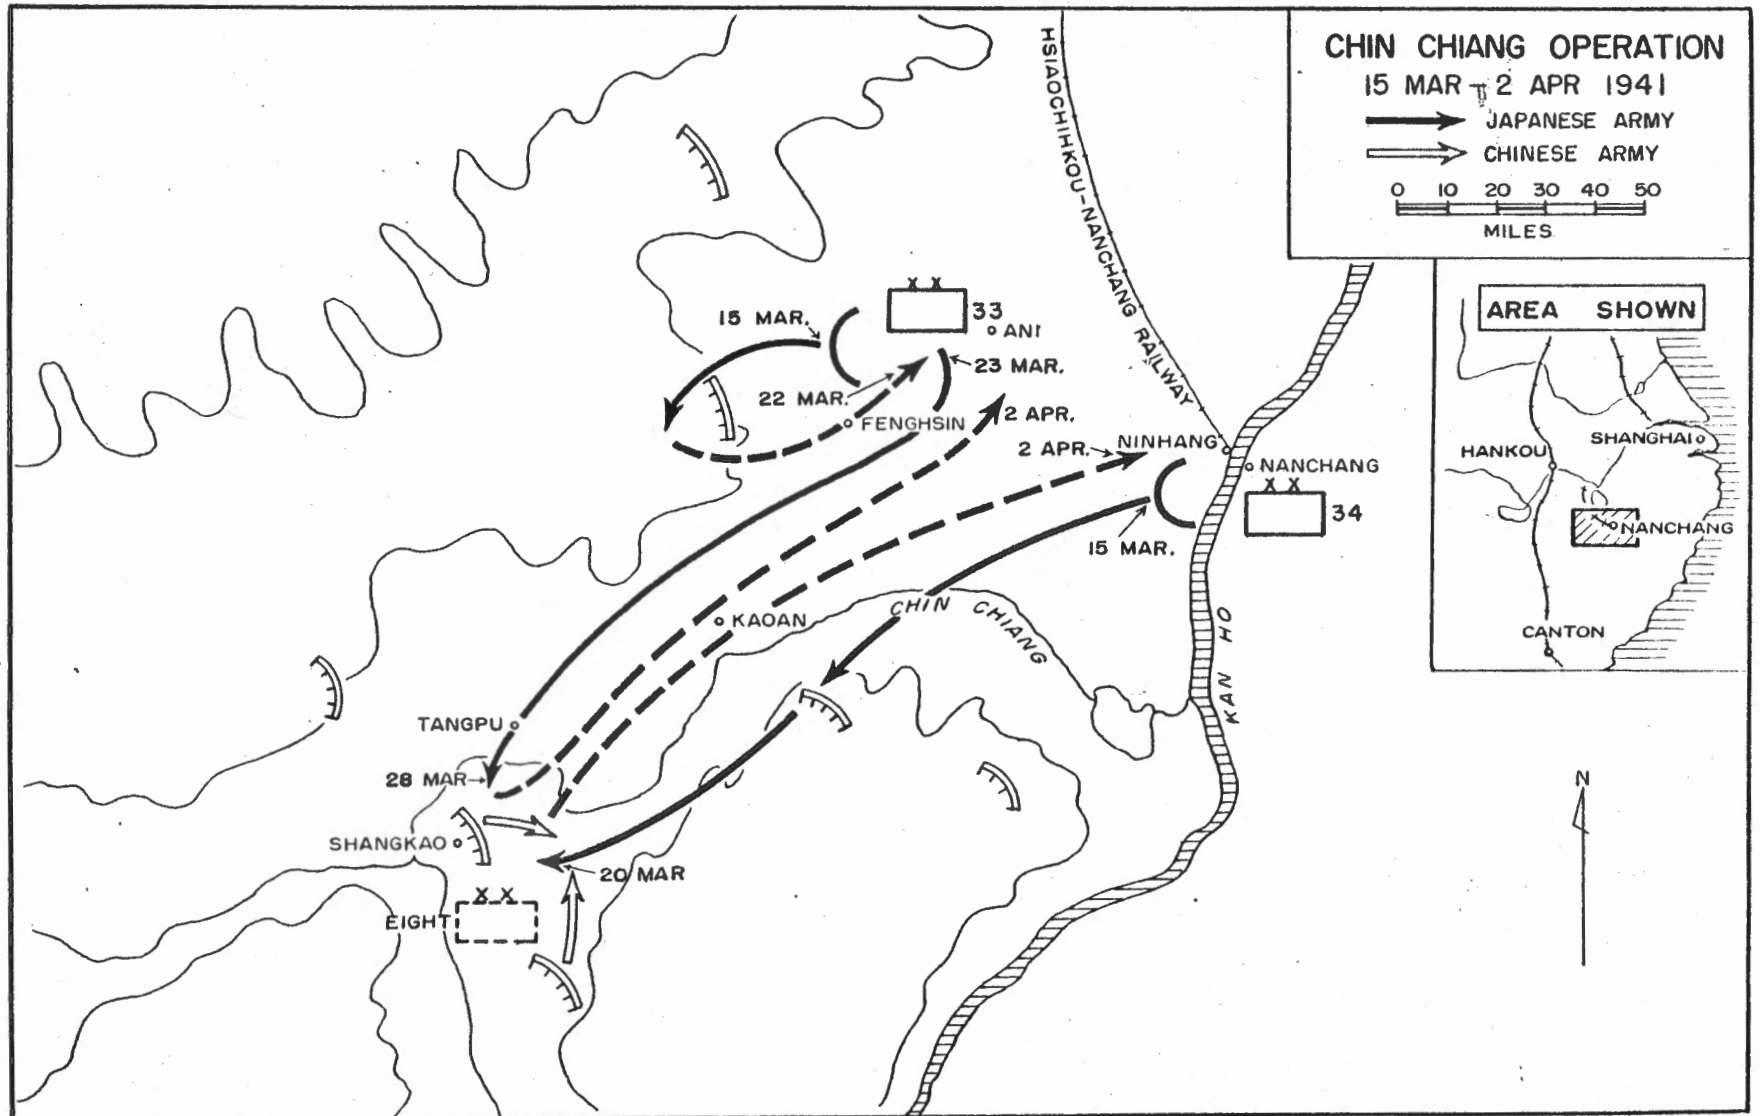 CHIN CHIANG OPERATION
15 MAR - 2 APR 1941
JAPANESE ARMY
CHINESE ARMY
0 10 20 30 40 50
MILES
HSIAOCHIHKOU-NANCHANG RAILWAY
AREA SHOWN
HANKOU
SHANGHAI
NANCHANG
CANTON
N
X X
33
ANI
15 MAR.
23 MAR.
22 MAR.
FENGHSIN
2 APR.
2 APR.
NINHANG
NANCHANG
X X
34
15 MAR.
KAOAN
CHIN CHIANG
KAN HO
TANGPU
28 MAR
SHANGKAO
20 MAR
X X
EIGHT